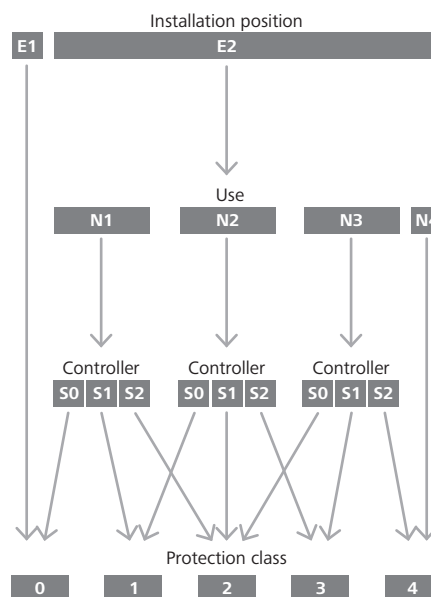 Installation position
E1 E2
Use
N1 N2 N3 N4
Controller Controller Controller
S0 S1 S2 S0 S1 S2 S0 S1 S2
Protection class
0 1 2 3 4